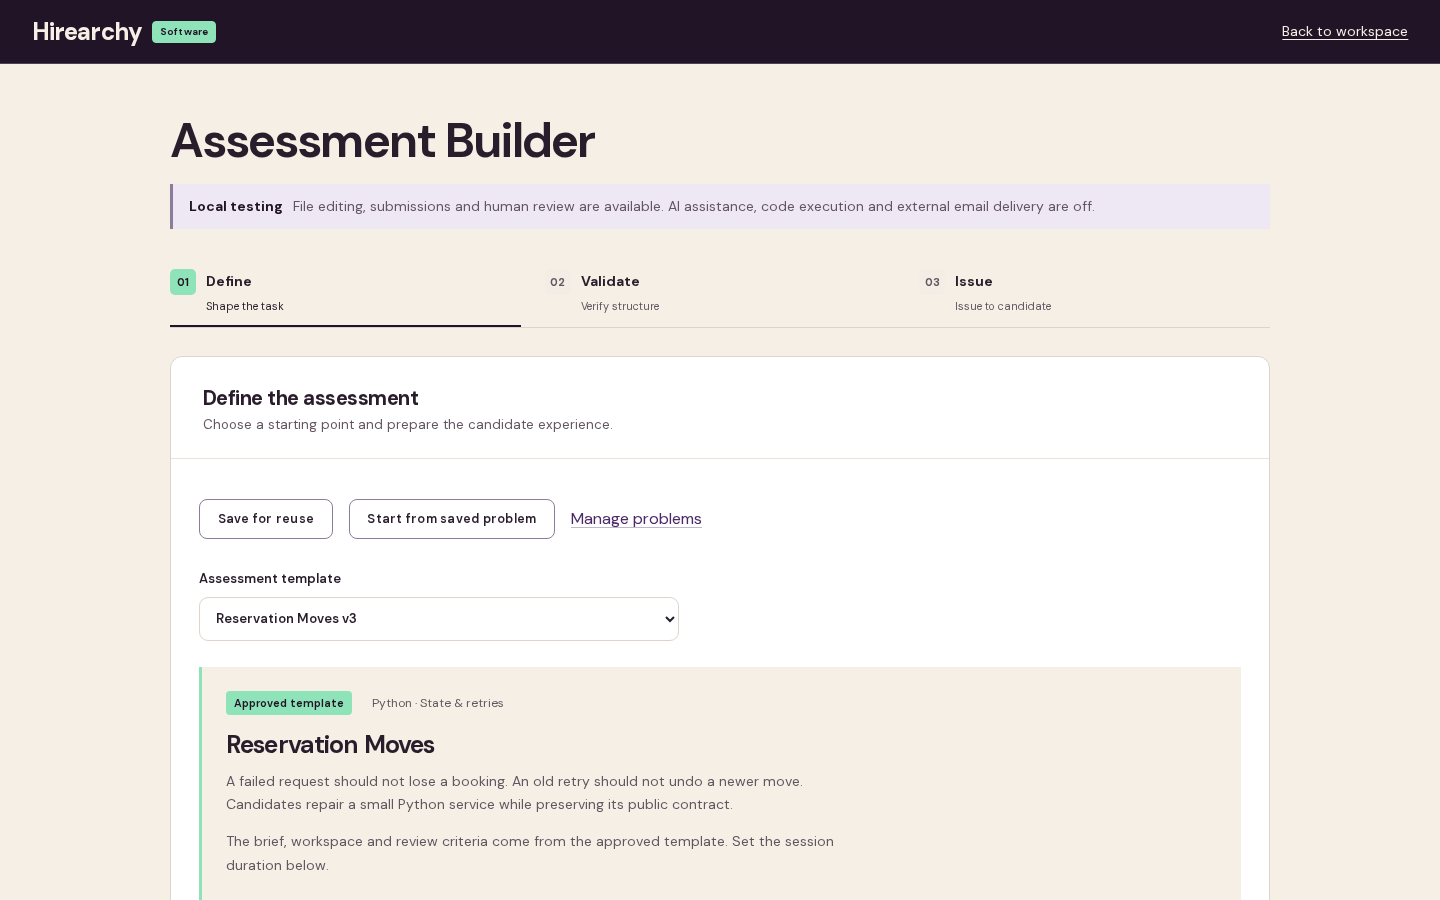 Hirearchy Software Back to workspace
Assessment Builder
Local testing File editing, submissions and human review are available. AI assistance, code execution and external email delivery are off.
01 Define
Shape the task
02 Validate
Verify structure
03 Issue
Issue to candidate
Define the assessment
Choose a starting point and prepare the candidate experience.
Save for reuse Start from saved problem Manage problems
Assessment template
Reservation Moves v3
Approved template Python · State & retries
Reservation Moves
A failed request should not lose a booking. An old retry should not undo a newer move.
Candidates repair a small Python service while preserving its public contract.
The brief, workspace and review criteria come from the approved template. Set the session
duration below.